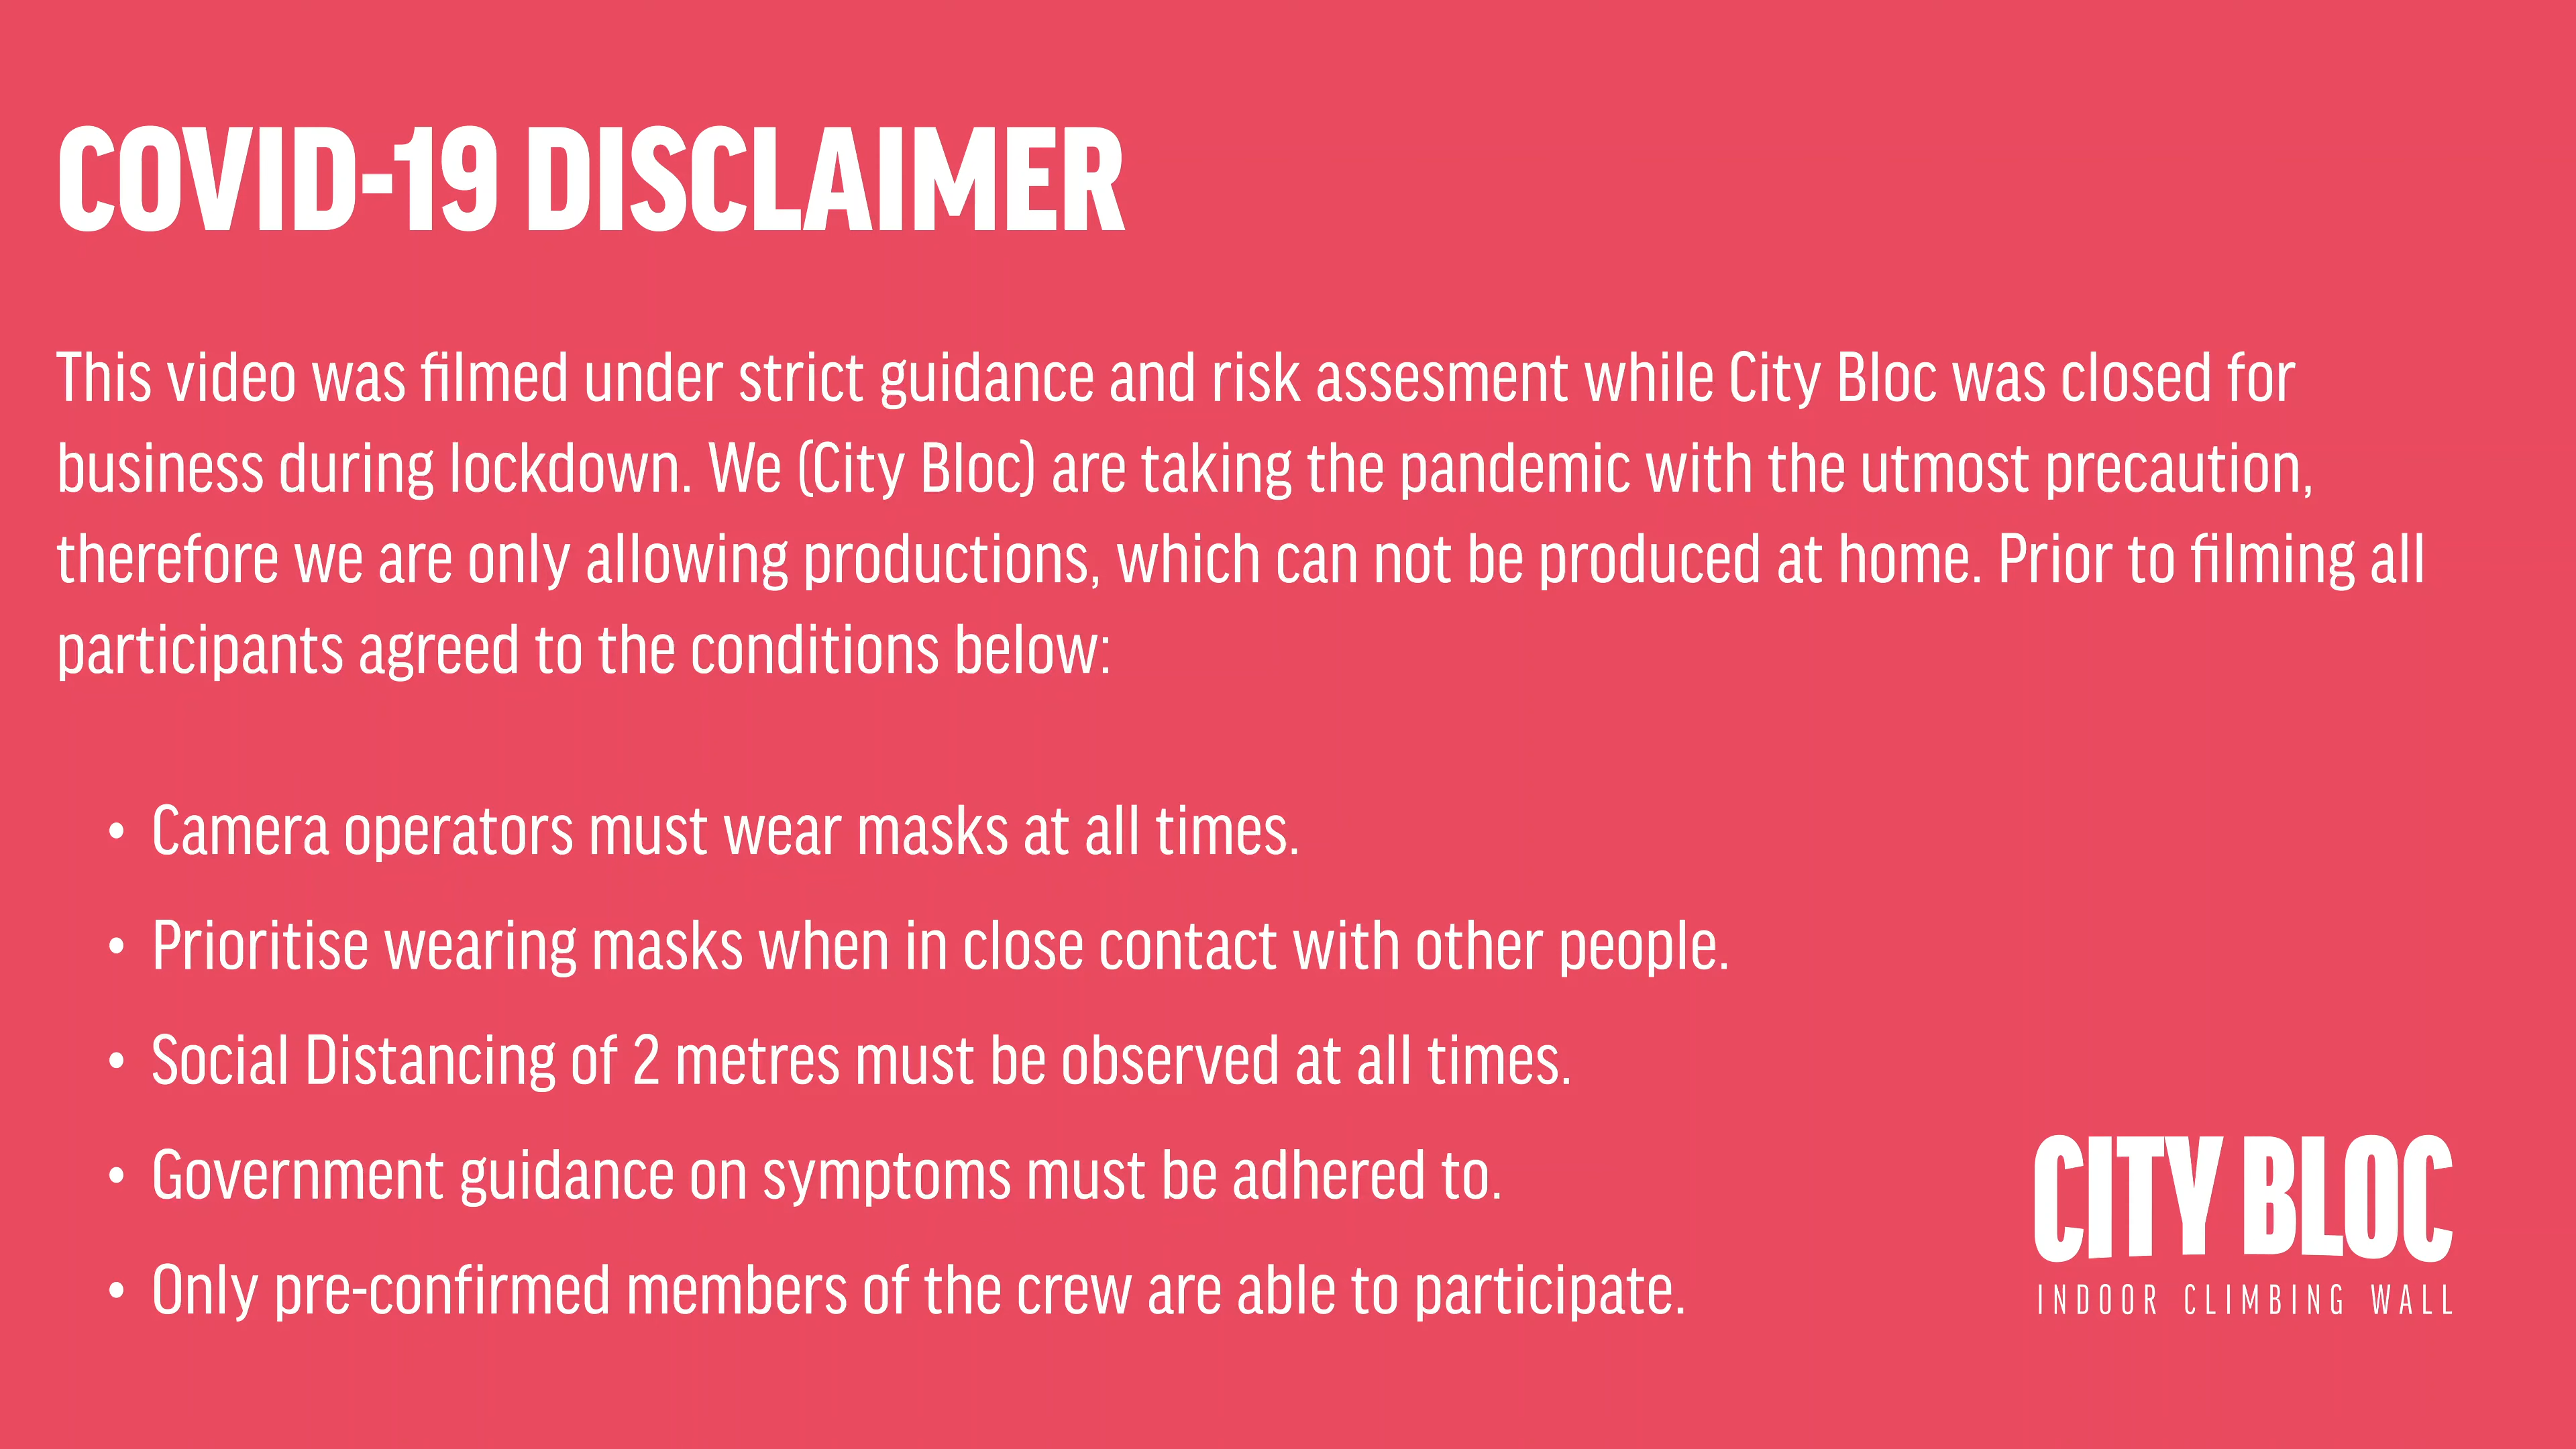 COVID-19 DISCLAIMER
This video was filmed under strict guidance and risk assesment while City Bloc was closed for
business during lockdown. We (City Bloc) are taking the pandemic with the utmost precaution,
therefore we are only allowing productions, which can not be produced at home. Prior to filming all
participants agreed to the conditions below:
• Camera operators must wear masks at all times.
• Prioritise wearing masks when in close contact with other people.
• Social Distancing of 2 metres must be observed at all times.
• Government guidance on symptoms must be adhered to.
• Only pre-confirmed members of the crew are able to participate.
CITY BLOC
INDOOR CLIMBING WALL